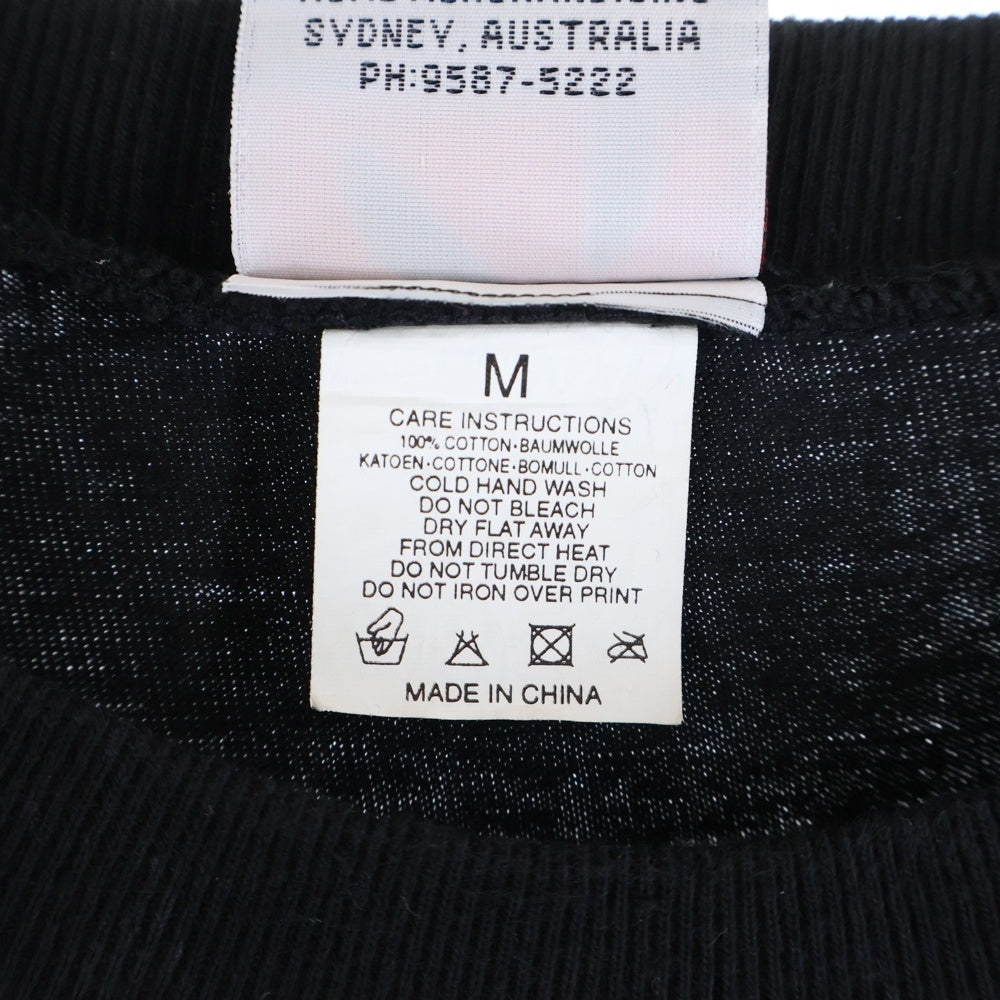 SYDNEY, AUSTRALIA
PH:9587-5222
M
CARE INSTRUCTIONS
100% COTTON·BAUMWOLLE
KATOEN·COTTONE·BOMULL·COTTON
COLD HAND WASH
DO NOT BLEACH
DRY FLAT AWAY
FROM DIRECT HEAT
DO NOT TUMBLE DRY
DO NOT IRON OVER PRINT
MADE IN CHINA